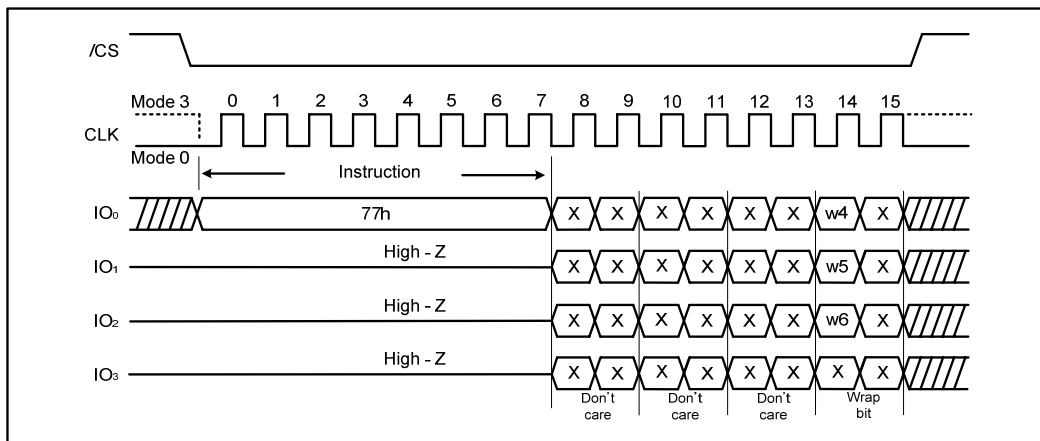 /CS
Mode 3 0 1 2 3 4 5 6 7 8 9 10 11 12 13 14 15
CLK
Mode 0
Instruction
IO₀ 77h X X X X X X w4 X
High - Z
IO₁ X X X X X X w5 X
High - Z
IO₂ X X X X X X w6 X
High - Z
IO₃ X X X X X X X X
Don't Don't Don't Wrap
care care care bit